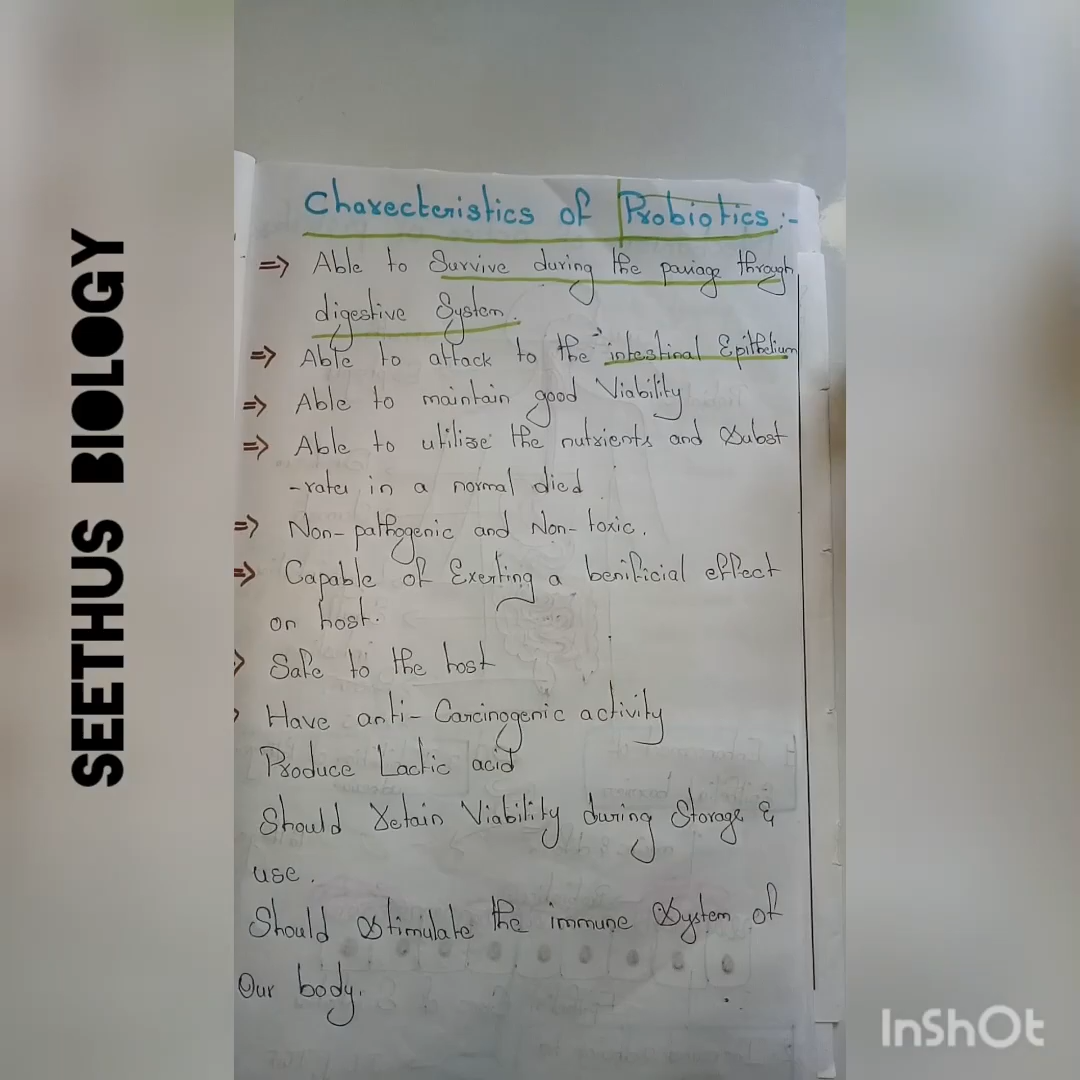 SEETHUS BIOLOGY
Charecteristics of Probiotics:-
=> Able to Survive during the passage through
digestive System.
=> Able to attack to the intestinal Epithelium
=> Able to maintain good Viability
=> Able to utilise the nutrients and Subst
-rates in a normal died.
=> Non-pathogenic and Non-toxic.
=> Capable of Exerting a benificial effect
on host.
> Safe to the host
Have anti-Carcinogenic activity
Produce Lactic acid
Should retain Viability during Storage &
use.
Should Stimulate the immune System of
Our body.
InShOt